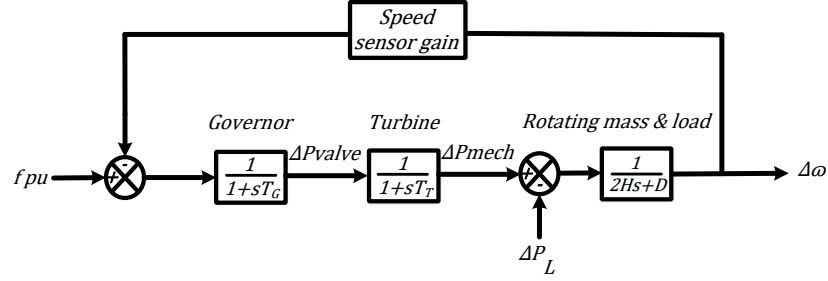 Speed
sensor gain
-
Governor
Turbine
Rotating mass & load
f pu
+
1
1+sT_G
ΔPvalve
1
1+sT_T
ΔPmech
+
-
1
2Hs+D
Δω
ΔP_L